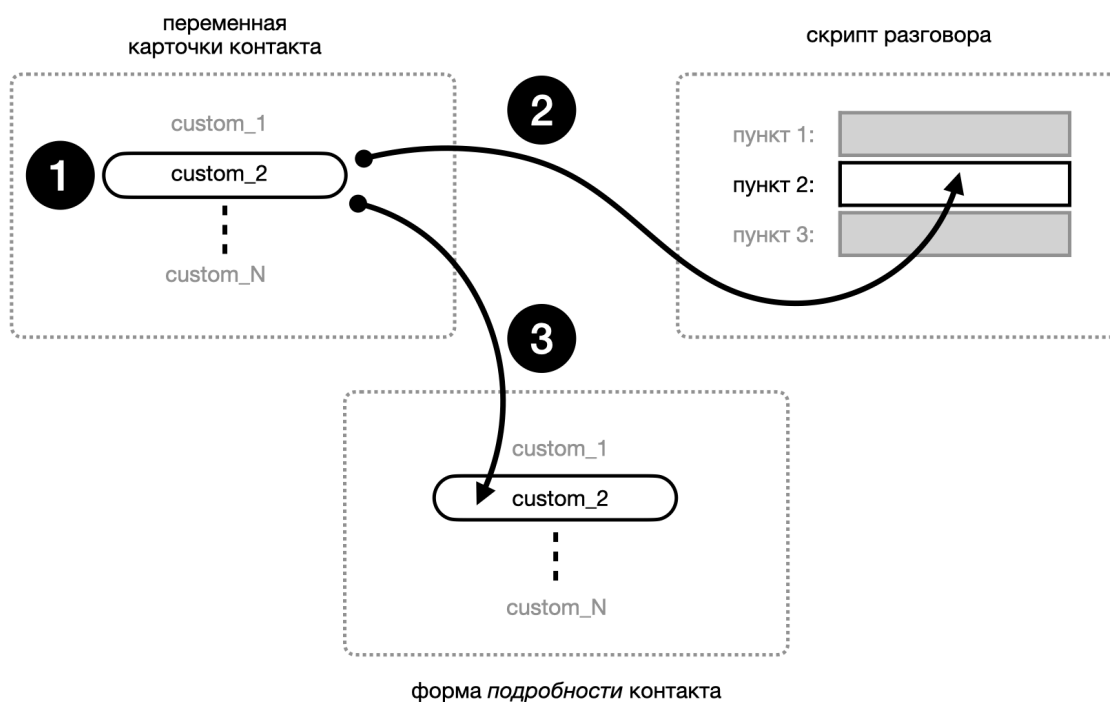 переменная
карточки контакта
скрипт разговора
custom_1
1
custom_2
custom_N
2
пункт 1:
пункт 2:
пункт 3:
3
custom_1
custom_2
custom_N
форма подробности контакта